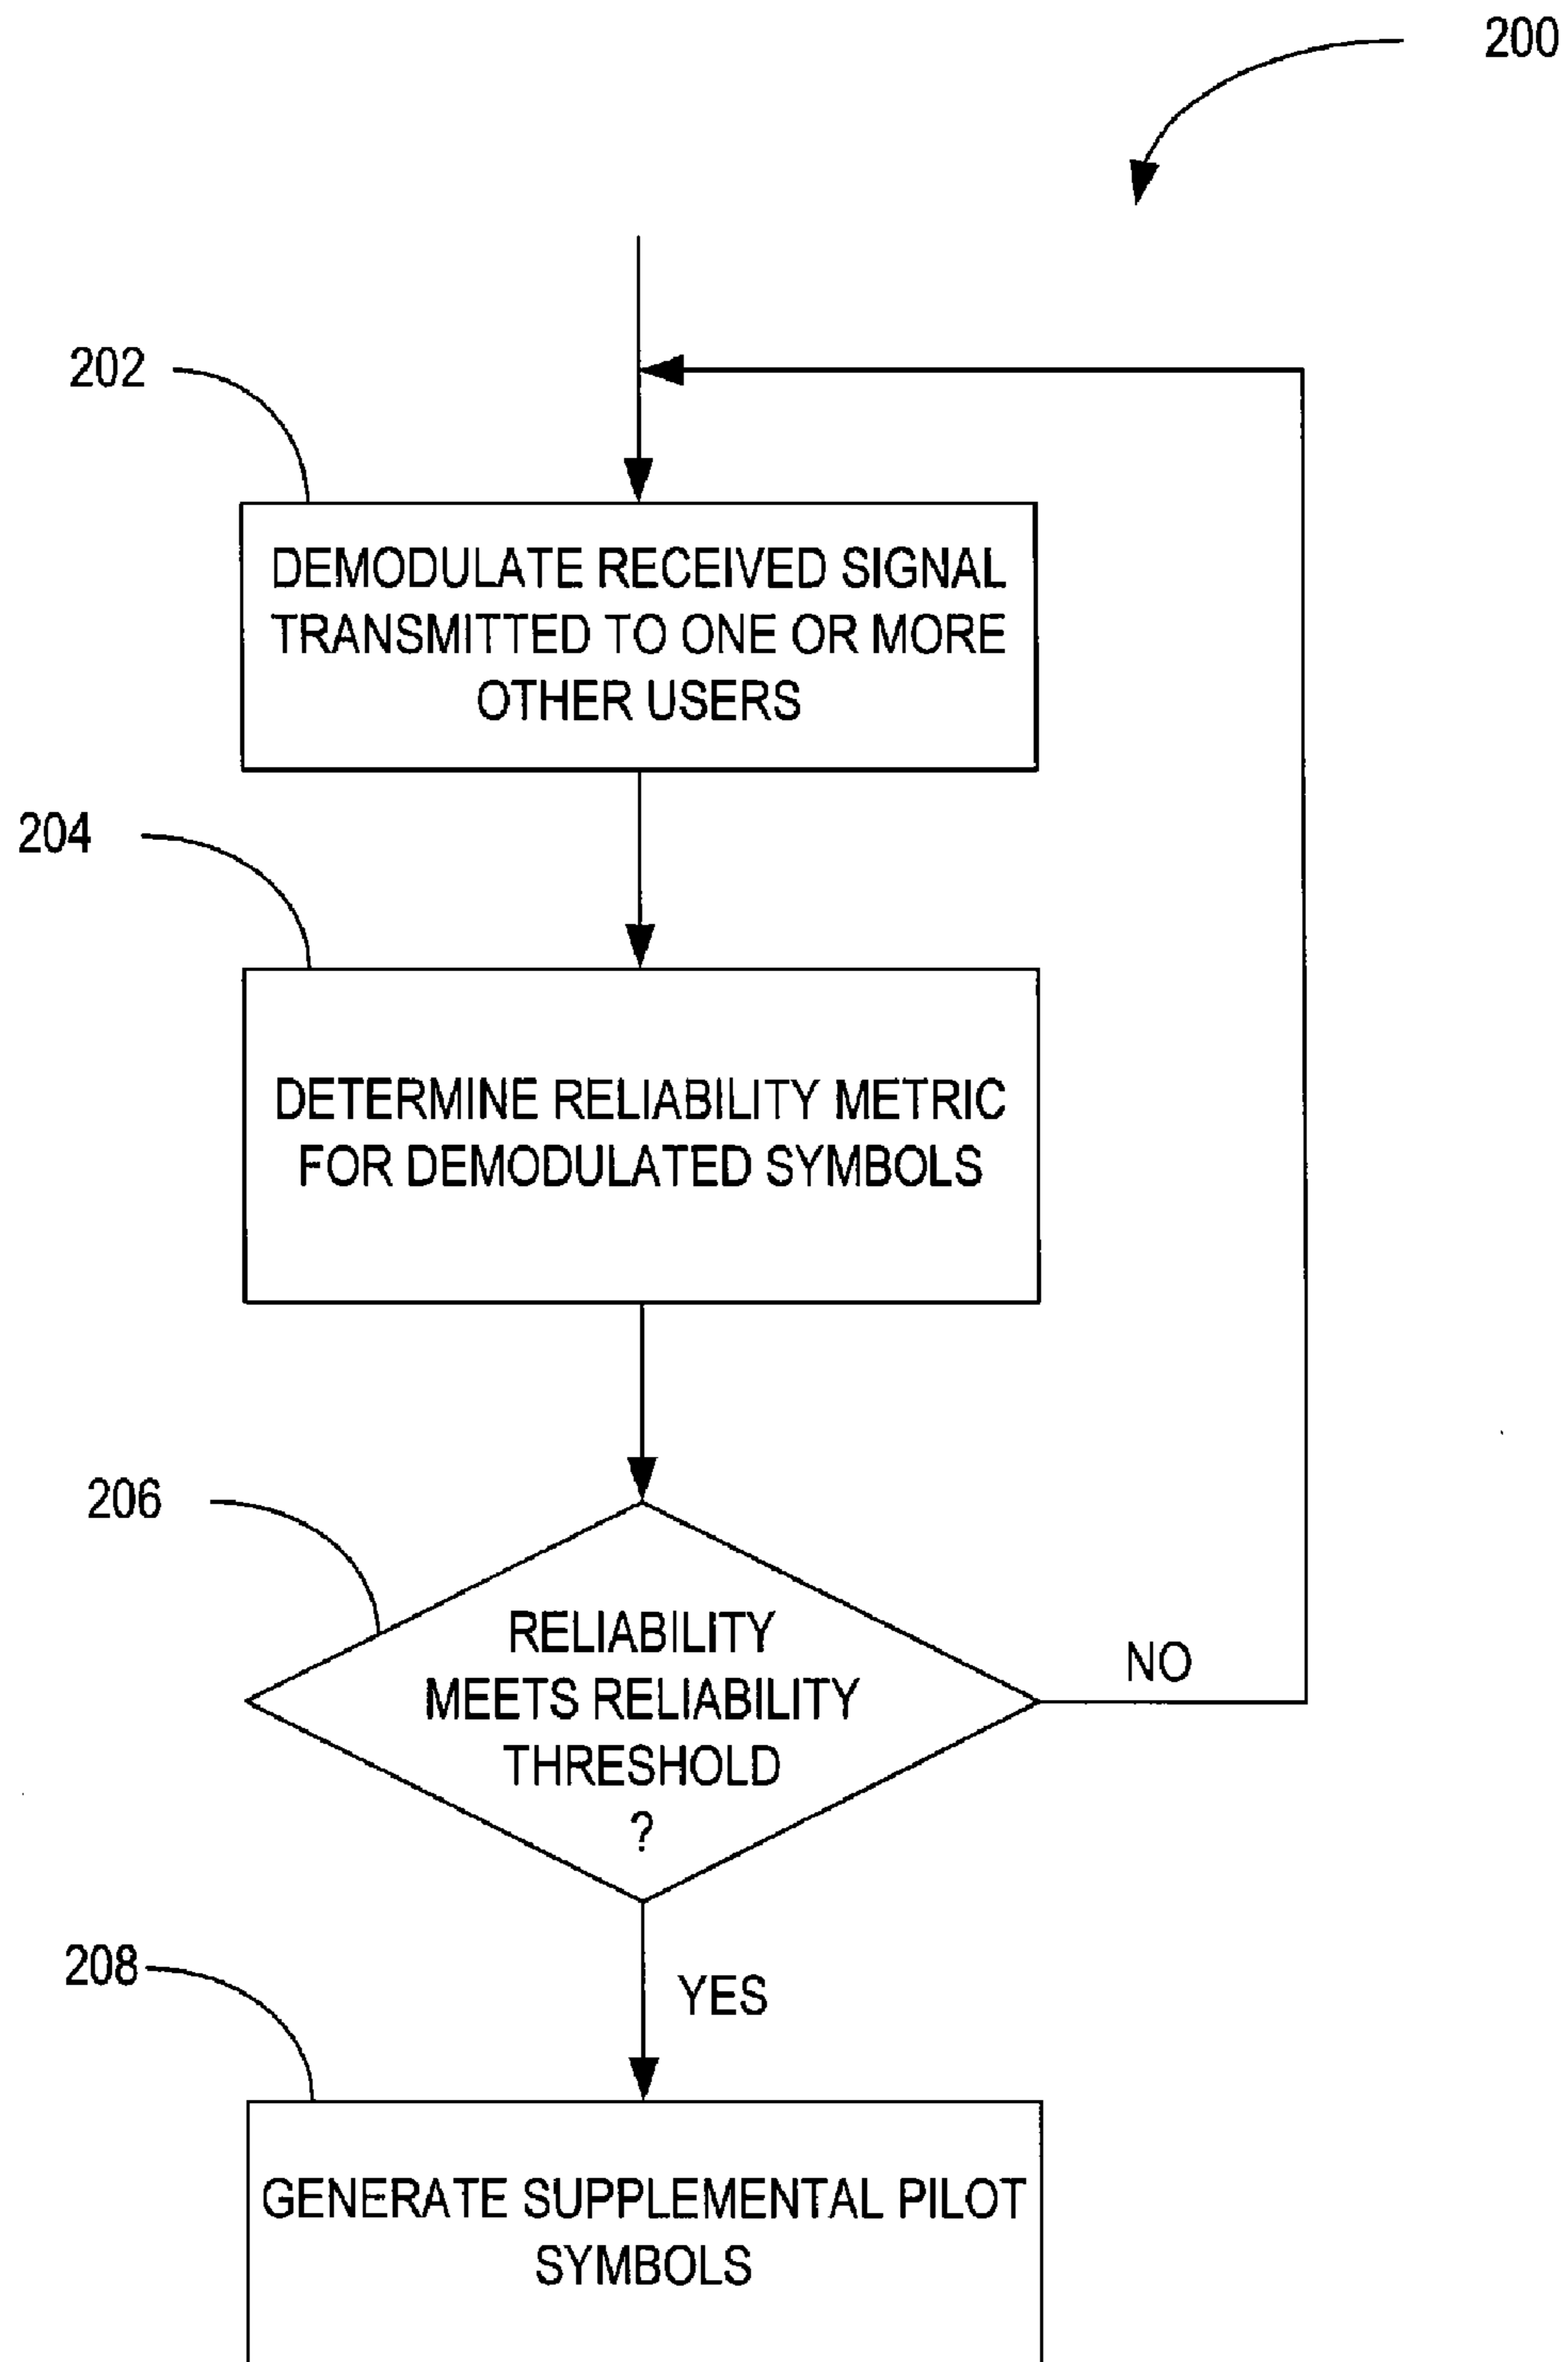 200
202
DEMODULATE RECEIVED SIGNAL
TRANSMITTED TO ONE OR MORE
OTHER USERS
204
DETERMINE RELIABILITY METRIC
FOR DEMODULATED SYMBOLS
206
RELIABILITY
MEETS RELIABILITY
THRESHOLD
?
NO
YES
208
GENERATE SUPPLEMENTAL PILOT
SYMBOLS